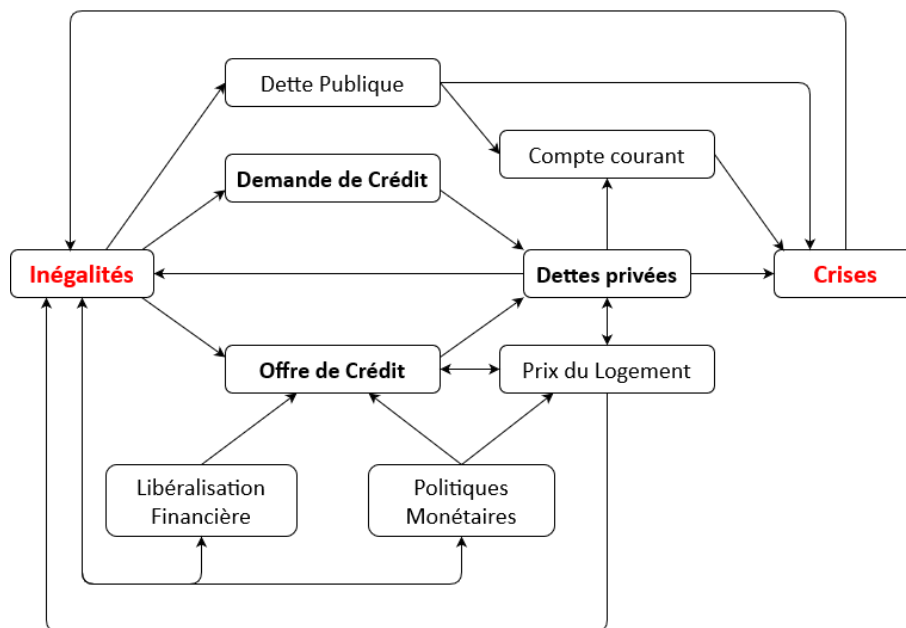 Dette Publique
Compte courant
Demande de Crédit
Inégalités
Dettes privées
Crises
Offre de Crédit
Prix du Logement
Libéralisation
Financière
Politiques
Monétaires